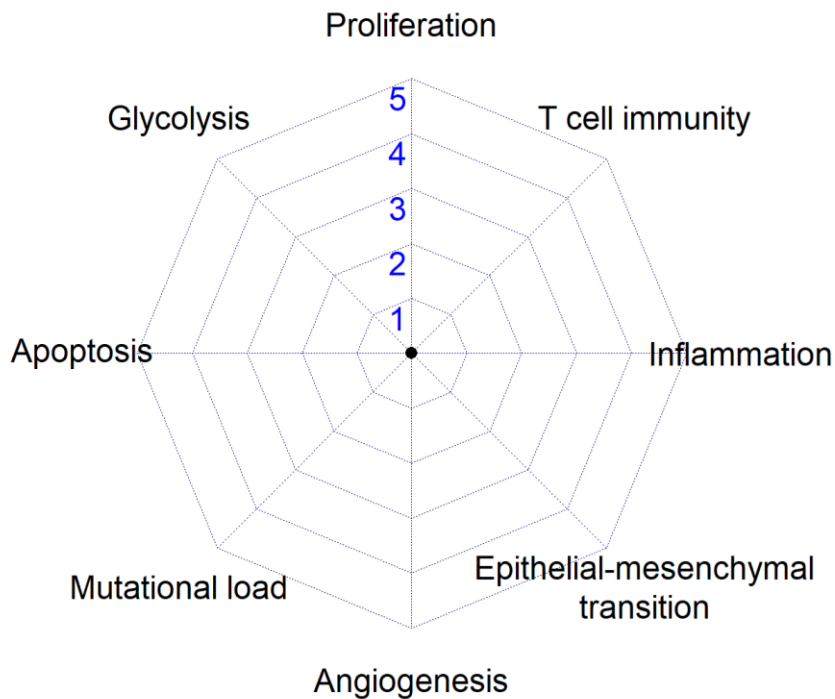 Proliferation
5
Glycolysis
T cell immunity
4
3
2
1
Apoptosis
Inflammation
Mutational load
Epithelial-mesenchymal
transition
Angiogenesis